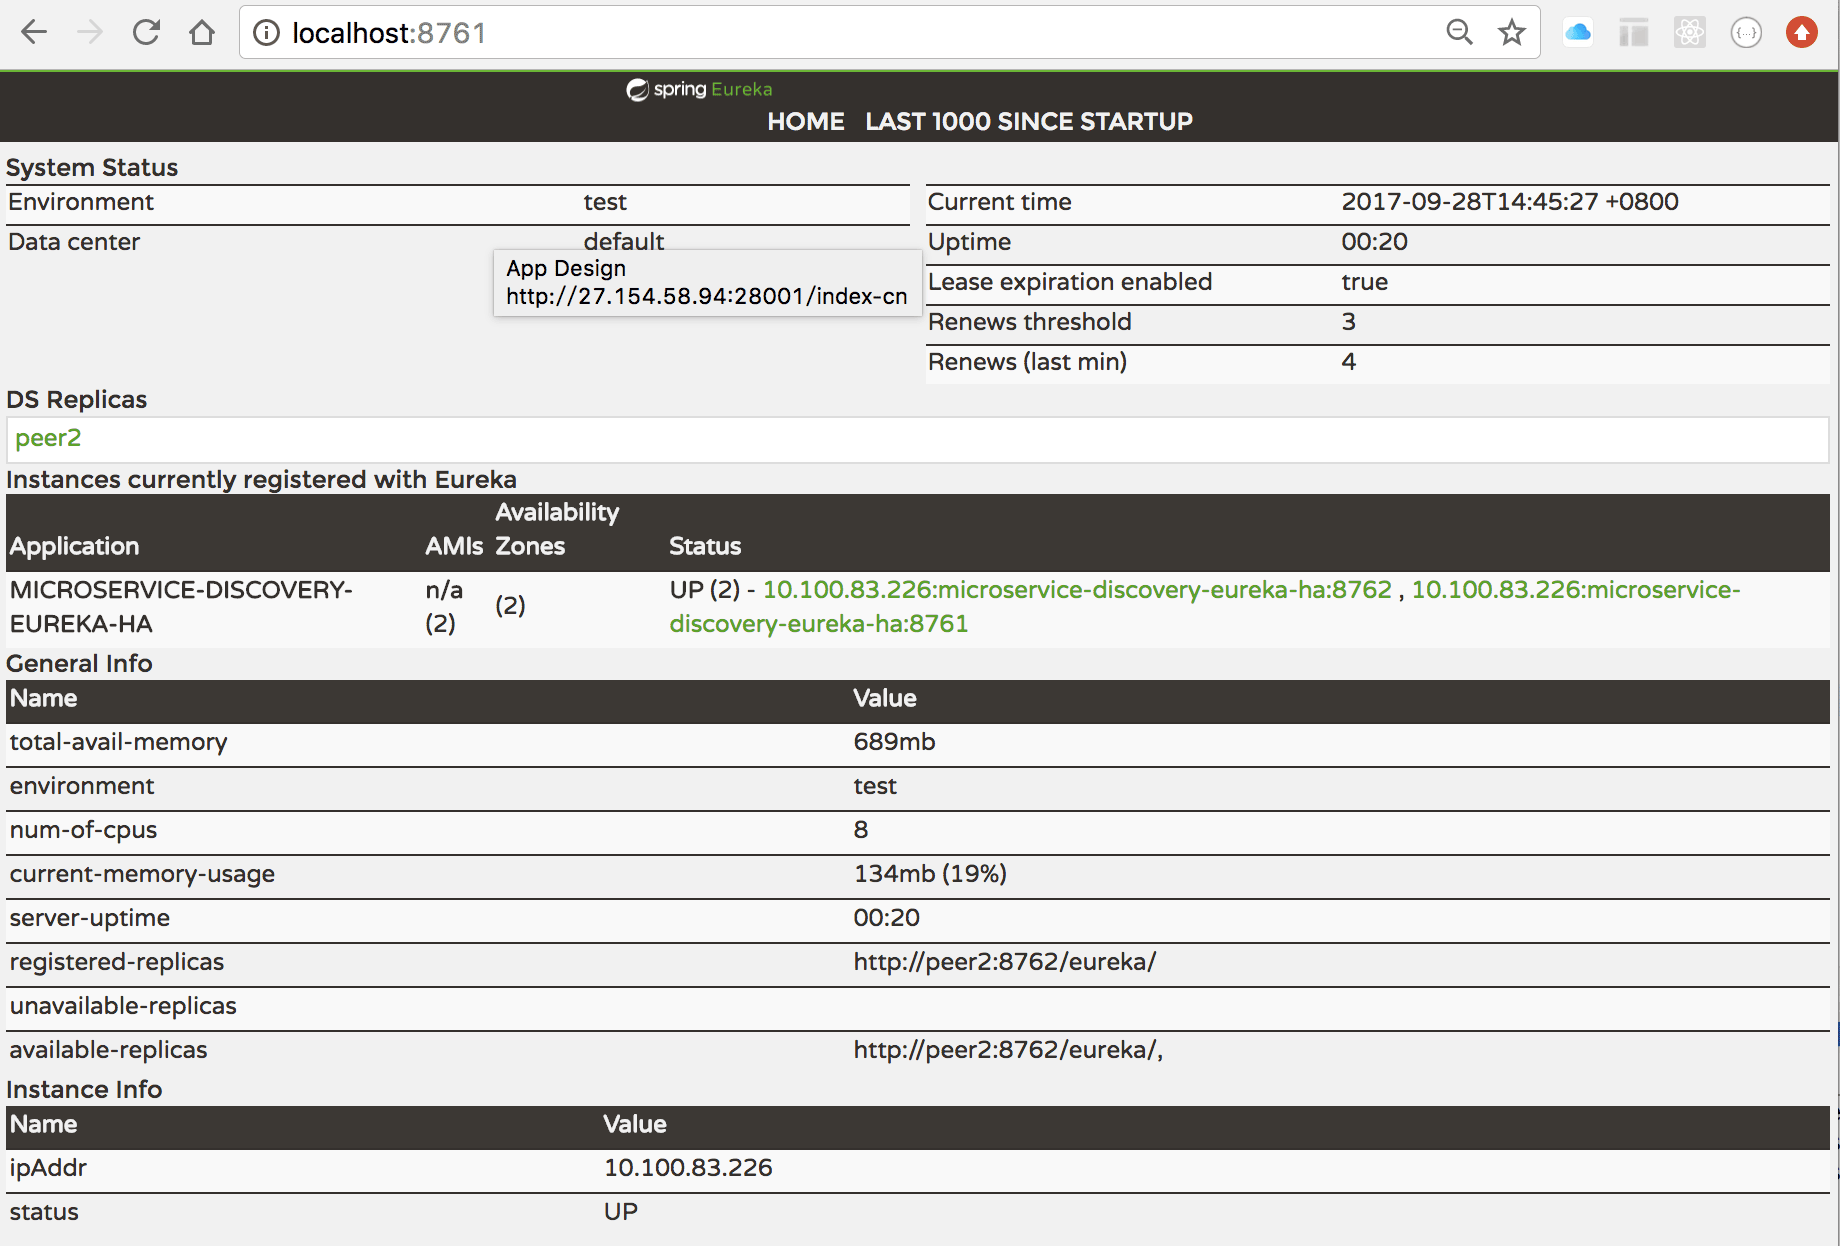 localhost:8761
{...}
spring Eureka
HOME LAST 1000 SINCE STARTUP
System Status
Environment test
Data center default
App Design
http://27.154.58.94:28001/index-cn
Current time 2017-09-28T14:45:27 +0800
Uptime 00:20
Lease expiration enabled true
Renews threshold 3
Renews (last min) 4
DS Replicas
peer2
Instances currently registered with Eureka
Application AMIs Availability Zones Status
MICROSERVICE-DISCOVERY-
EUREKA-HA
n/a
(2)
(2)
UP (2) - 10.100.83.226:microservice-discovery-eureka-ha:8762 , 10.100.83.226:microservice-
discovery-eureka-ha:8761
General Info
Name Value
total-avail-memory 689mb
environment test
num-of-cpus 8
current-memory-usage 134mb (19%)
server-uptime 00:20
registered-replicas http://peer2:8762/eureka/
unavailable-replicas
available-replicas http://peer2:8762/eureka/,
Instance Info
Name Value
ipAddr 10.100.83.226
status UP